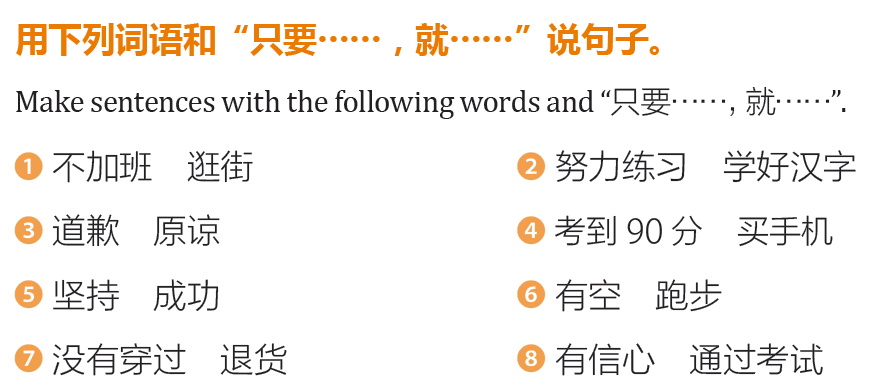 用下列词语和“只要……，就……”说句子。
Make sentences with the following words and “只要……, 就……”.
1 不加班 逛街 2 努力练习 学好汉字
3 道歉 原谅 4 考到 90 分 买手机
5 坚持 成功 6 有空 跑步
7 没有穿过 退货 8 有信心 通过考试